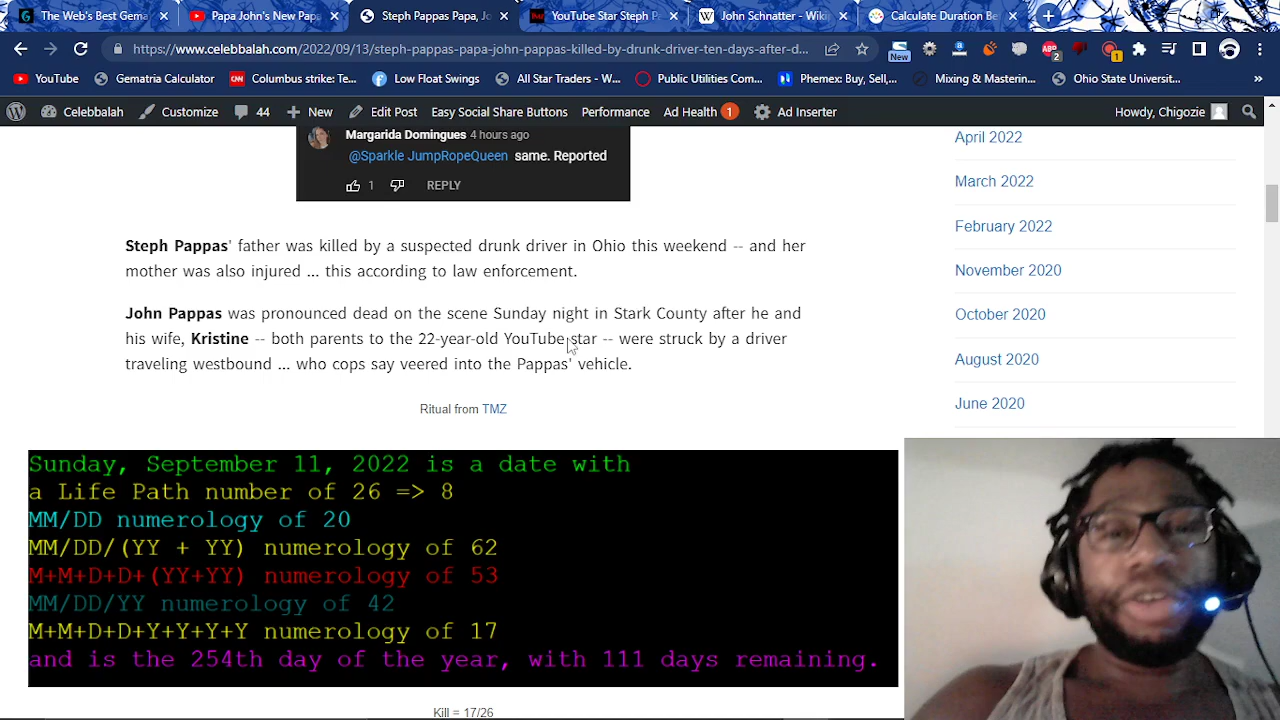 The Web's Best Gema
Papa John's New Pappa
Steph Pappas Papa, Jo
YouTube Star Steph P
John Schnatter - Wiki
Calculate Duration Be
https://www.celebbalah.com/2022/09/13/steph-pappas-papa-john-pappas-killed-by-drunk-driver-ten-days-after-d...
New
2
1
YouTube
Gematria Calculator
CNN Columbus strike: Te...
Low Float Swings
All Star Traders - W...
Public Utilities Com...
Phemex: Buy, Sell,...
Mixing & Masterin...
Ohio State Universit...
»
Celebbalah
Customize
44
New
Edit Post
Easy Social Share Buttons
Performance
Ad Health 1
Ad Inserter
Howdy, Chigozie
Margarida Domingues 4 hours ago
@Sparkle JumpRopeQueen same. Reported
1 REPLY
Steph Pappas' father was killed by a suspected drunk driver in Ohio this weekend -- and her
mother was also injured ... this according to law enforcement.
John Pappas was pronounced dead on the scene Sunday night in Stark County after he and
his wife, Kristine -- both parents to the 22-year-old YouTube star -- were struck by a driver
traveling westbound ... who cops say veered into the Pappas' vehicle.
Ritual from TMZ
Sunday, September 11, 2022 is a date with
a Life Path number of 26 => 8
MM/DD numerology of 20
MM/DD/(YY + YY) numerology of 62
M+M+D+D+(YY+YY) numerology of 53
MM/DD/YY numerology of 42
M+M+D+D+Y+Y+Y+Y numerology of 17
and is the 254th day of the year, with 111 days remaining.
Kill = 17/26
April 2022
March 2022
February 2022
November 2020
October 2020
August 2020
June 2020